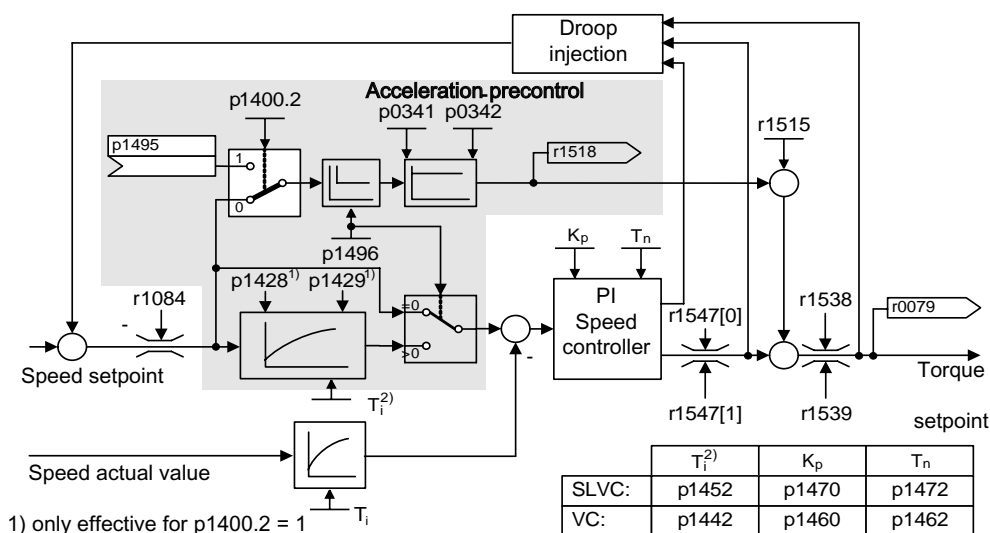 Droop
injection
Acceleration precontrol
p1400.2
p0341
p0342
r1515
p1495
1
0
r1518
p1496
Kp
Tn
p1428¹⁾
p1429¹⁾
r1084
-
=0
>0
PI
Speed
controller
-
r1547[0]
r1538
r0079
Speed setpoint
Torque
setpoint
r1547[1]
r1539
Ti²⁾
Speed actual value
Ti
Ti²⁾ Kp Tn
SLVC: p1452 p1470 p1472
VC: p1442 p1460 p1462
1) only effective for p1400.2 = 1